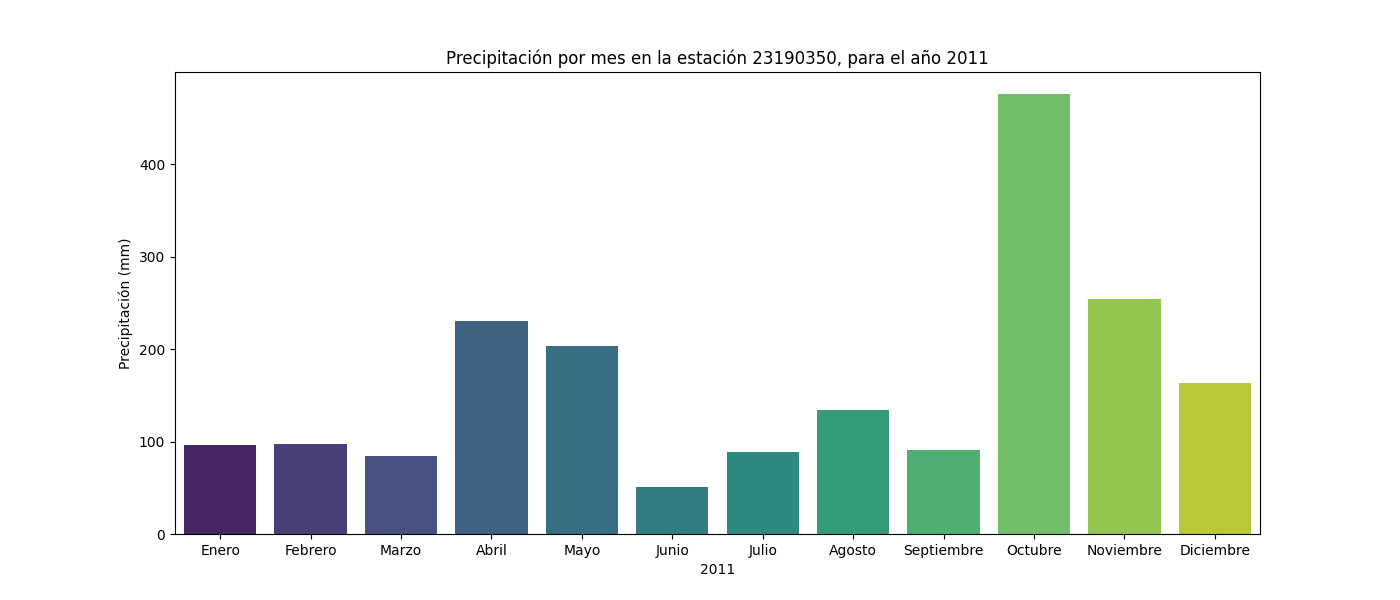 Precipitación por mes en la estación 23190350, para el año 2011
Precipitación (mm)
400
300
200
100
0
Enero Febrero Marzo Abril Mayo Junio Julio Agosto Septiembre Octubre Noviembre Diciembre
2011